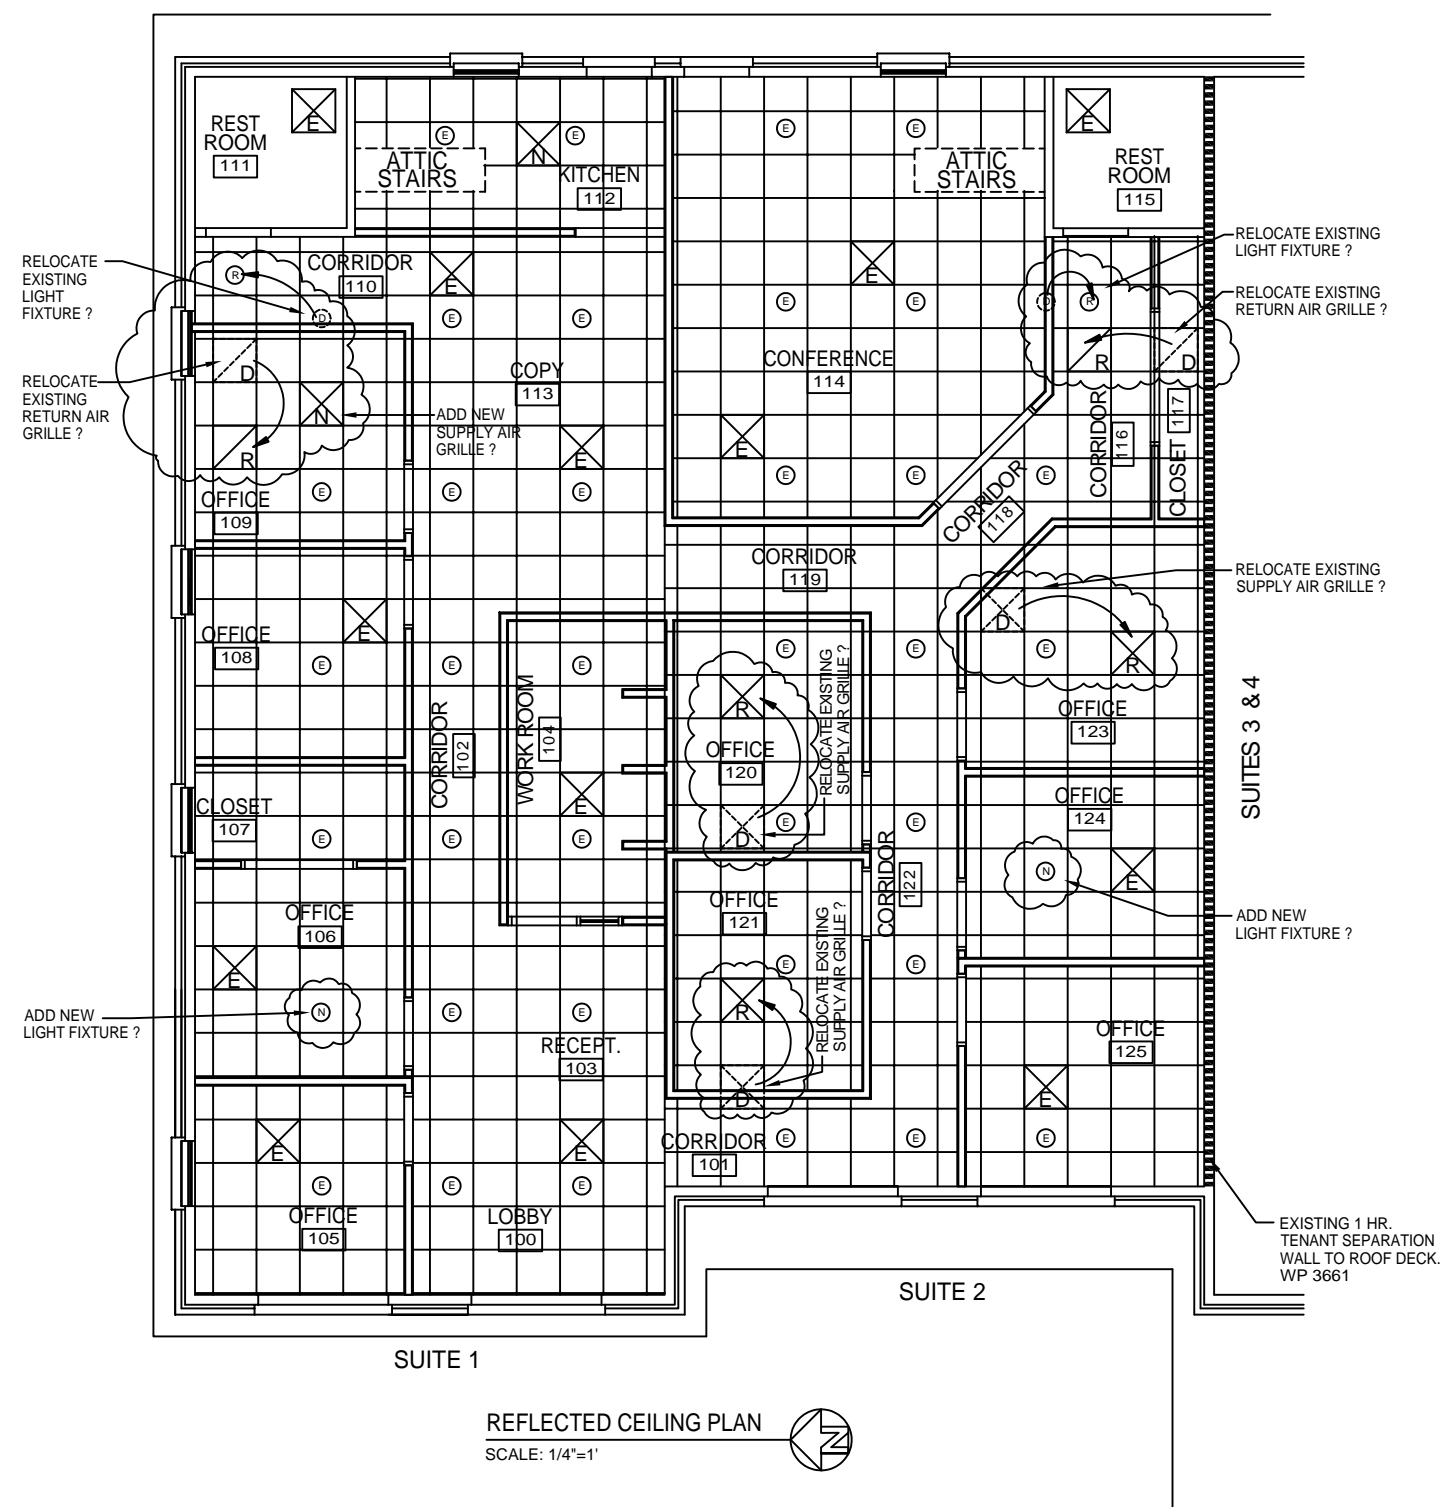 REST
ROOM
111
E
E
E
ATTIC
STAIRS
N
KITCHEN
112
E
E
ATTIC
STAIRS
E
REST
ROOM
115
RELOCATE
EXISTING
LIGHT
FIXTURE ?
R
D
CORRIDOR
110
E
E
E
E
E
E
D
R
RELOCATE EXISTING
LIGHT FIXTURE ?
RELOCATE EXISTING
RETURN AIR GRILLE ?
RELOCATE
EXISTING
RETURN AIR
GRILLE ?
D
N
R
ADD NEW
SUPPLY AIR
GRILLE ?
COPY
113
E
CONFERENCE
114
E
R
D
CORRIDOR
116
CLOSET
117
OFFICE
109
E
E
E
E
E
E
CORRIDOR
118
CORRIDOR
119
RELOCATE EXISTING
SUPPLY AIR GRILLE ?
D
R
E
OFFICE
108
E
E
E
E
E
E
OFFICE
123
CORRIDOR
102
WORK ROOM
104
E
R
OFFICE
120
D
E
RELOCATE EXISTING
SUPPLY AIR GRILLE ?
SUITES 3 & 4
CLOSET
107
E
E
E
E
OFFICE
124
N
E
CORRIDOR
122
ADD NEW
LIGHT FIXTURE ?
OFFICE
106
E
N
ADD NEW
LIGHT FIXTURE ?
E
E
RECEPT.
103
OFFICE
121
E
R
D
RELOCATE EXISTING
SUPPLY AIR GRILLE ?
E
OFFICE
125
E
E
E
OFFICE
105
E
E
E
LOBBY
100
CORRIDOR
101
E
E
E
EXISTING 1 HR.
TENANT SEPARATION
WALL TO ROOF DECK.
WP 3661
SUITE 2
SUITE 1
REFLECTED CEILING PLAN
SCALE: 1/4"=1'
N